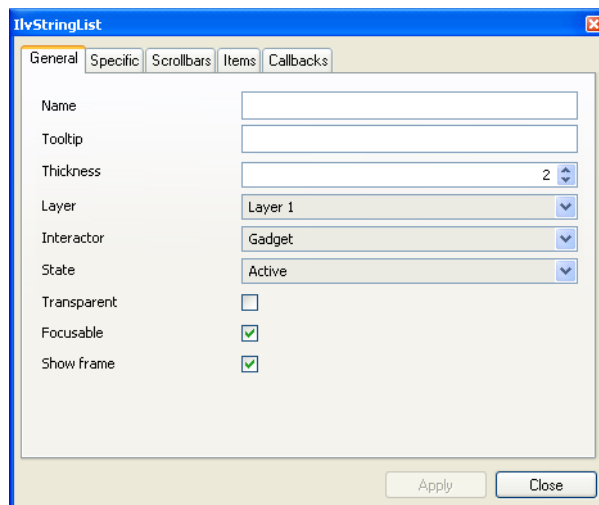 IlvStringList
General Specific Scrollbars Items Callbacks
Name
Tooltip
Thickness 2
Layer Layer 1
Interactor Gadget
State Active
Transparent
Focusable
Show frame
Apply Close